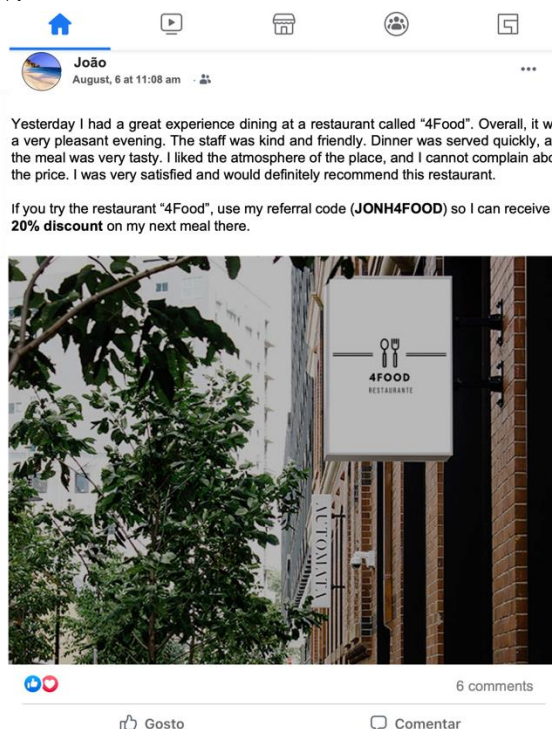 João
August, 6 at 11:08 am
Yesterday I had a great experience dining at a restaurant called “4Food”. Overall, it
a very pleasant evening. The staff was kind and friendly. Dinner was served quickly,
the meal was very tasty. I liked the atmosphere of the place, and I cannot complain
the price. I was very satisfied and would definitely recommend this restaurant.
If you try the restaurant “4Food”, use my referral code (JONH4FOOD) so I can receive
20% discount on my next meal there.
4FOOD
RESTAURANTE
AUTOMATA
6 comments
Gosto
Comentar